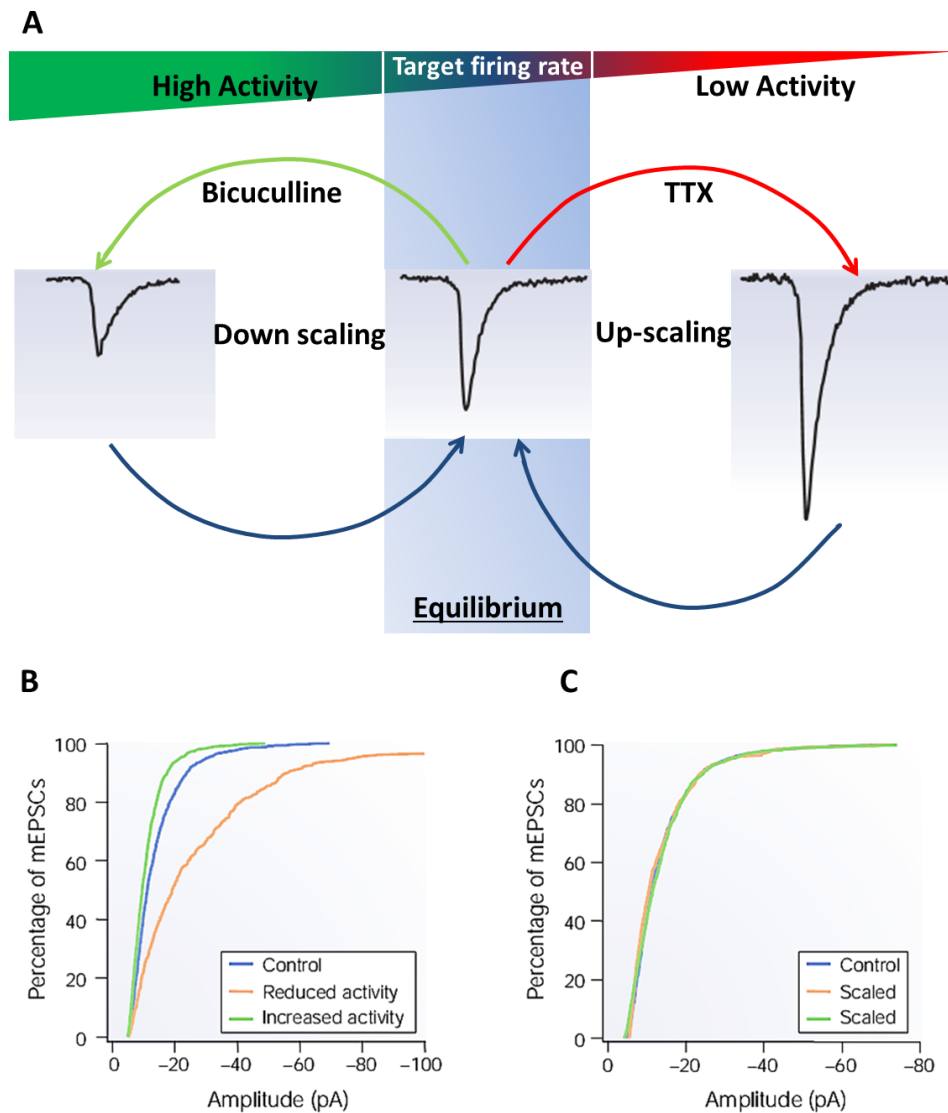 A
Target firing rate
High Activity
Low Activity
Bicuculline
TTX
Down scaling
Up-scaling
Equilibrium
B
C
Percentage of mEPSCs
100
80
60
40
20
0
Control
Reduced activity
Increased activity
0
–20
–40
–60
–80
–100
Amplitude (pA)
Percentage of mEPSCs
100
80
60
40
20
0
Control
Scaled
Scaled
0
–20
–40
–60
–80
Amplitude (pA)